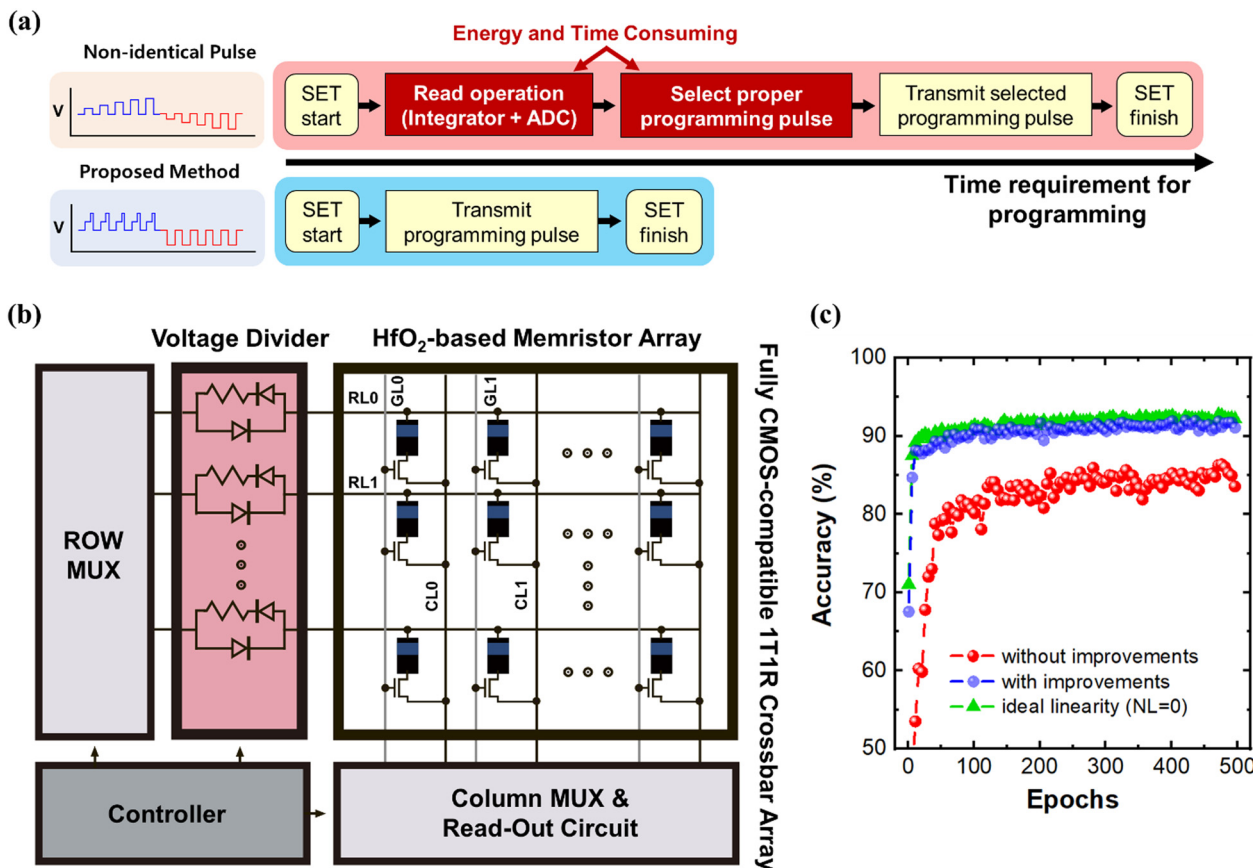 (a)
Energy and Time Consuming
Non-identical Pulse
V
SET
start
Read operation
(Integrator + ADC)
Select proper
programming pulse
Transmit selected
programming pulse
SET
finish
Proposed Method
V
SET
start
Transmit
programming pulse
SET
finish
Time requirement for
programming
(b)
Voltage Divider
HfO₂-based Memristor Array
Fully CMOS-compatible 1T1R Crossbar Array
ROW
MUX
RL0
GL0
GL1
RL1
CL0
CL1
Controller
Column MUX &
Read-Out Circuit
(c)
Accuracy (%)
100
90
80
70
60
50
without improvements
with improvements
ideal linearity (NL=0)
0
100
200
300
400
500
Epochs